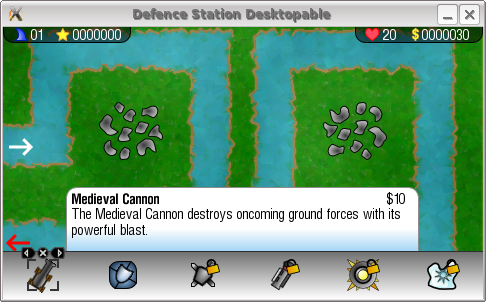 Defence Station Desktopable
01 0000000 20 $0000030
Medieval Cannon $10
The Medieval Cannon destroys oncoming ground forces with its
powerful blast.